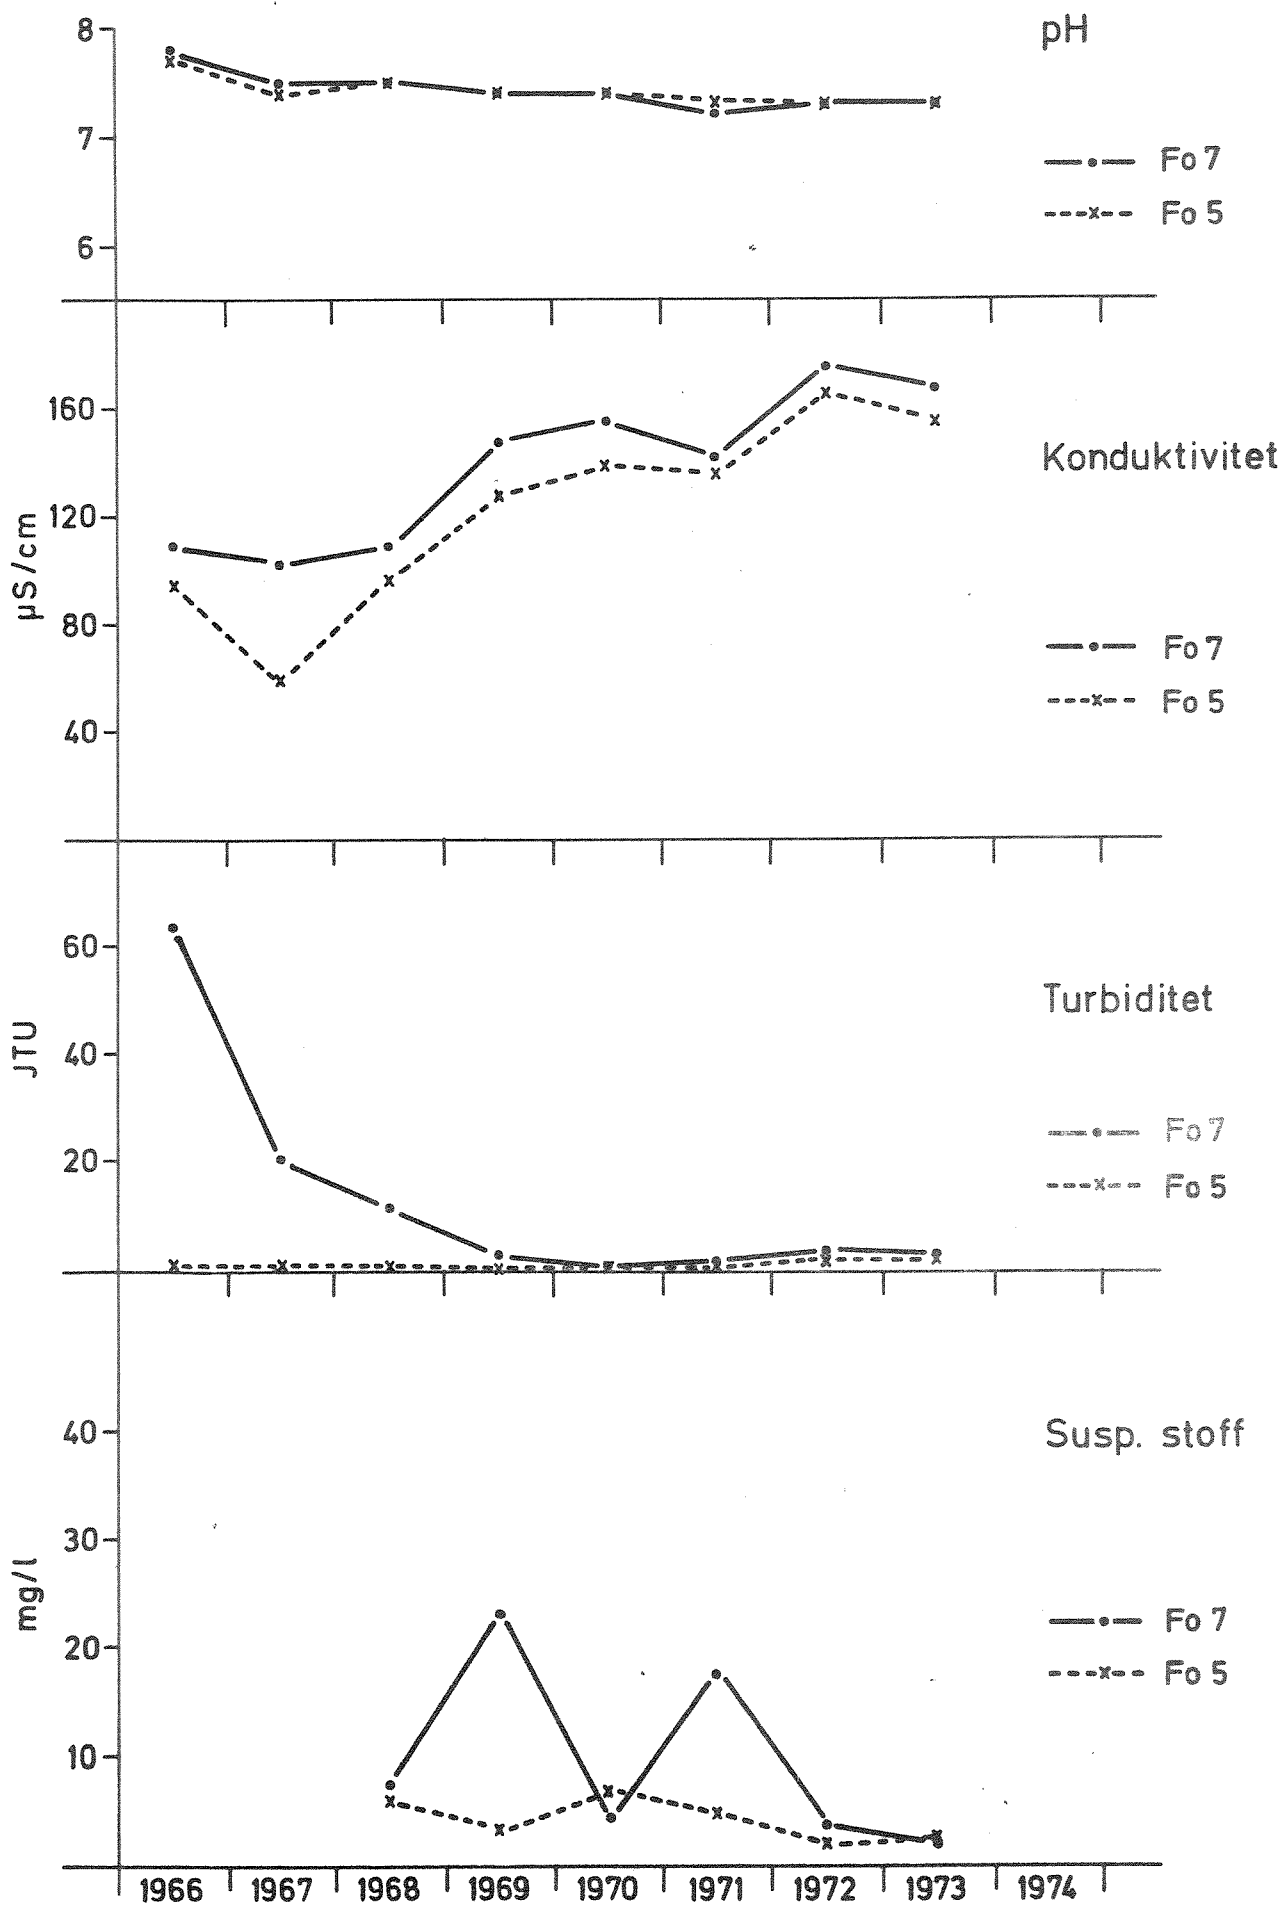 pH
8
7
6
Fo 7
Fo 5
Konduktivitet
µS/cm
160
120
80
40
Fo 7
Fo 5
Turbiditet
JTU
60
40
20
Fo 7
Fo 5
Susp. stoff
mg/l
40
30
20
10
Fo 7
Fo 5
1966 1967 1968 1969 1970 1971 1972 1973 1974